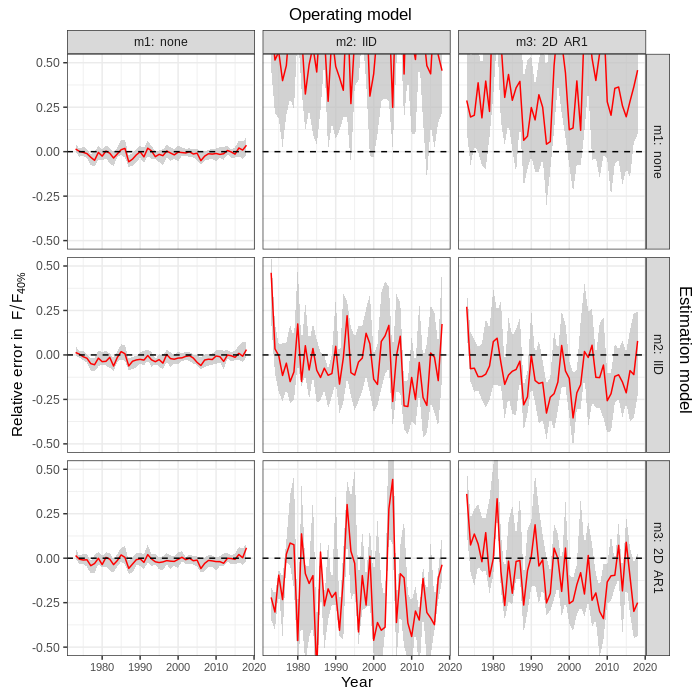 Operating model
m1: none
m2: IID
m3: 2D AR1
0.50
0.25
0.00
-0.25
-0.50
m1: none
0.50
0.25
0.00
-0.25
-0.50
m2: IID
0.50
0.25
0.00
-0.25
-0.50
m3: 2D AR1
Relative error in F/F40%
Estimation model
1980 1990 2000 2010 2020
1980 1990 2000 2010 2020
1980 1990 2000 2010 2020
Year